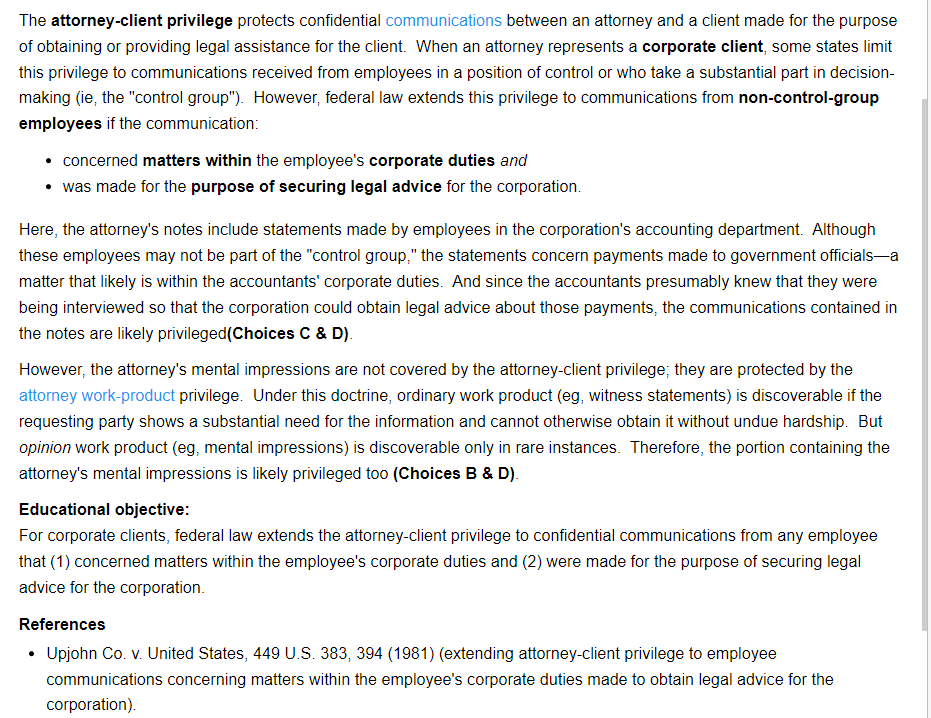 The attorney-client privilege protects confidential communications between an attorney and a client made for the purpose
of obtaining or providing legal assistance for the client. When an attorney represents a corporate client, some states limit
this privilege to communications received from employees in a position of control or who take a substantial part in decision-
making (ie, the "control group"). However, federal law extends this privilege to communications from non-control-group
employees if the communication:
• concerned matters within the employee's corporate duties and
• was made for the purpose of securing legal advice for the corporation.
Here, the attorney's notes include statements made by employees in the corporation's accounting department. Although
these employees may not be part of the "control group," the statements concern payments made to government officials—a
matter that likely is within the accountants' corporate duties. And since the accountants presumably knew that they were
being interviewed so that the corporation could obtain legal advice about those payments, the communications contained in
the notes are likely privileged(Choices C & D).
However, the attorney's mental impressions are not covered by the attorney-client privilege; they are protected by the
attorney work-product privilege. Under this doctrine, ordinary work product (eg, witness statements) is discoverable if the
requesting party shows a substantial need for the information and cannot otherwise obtain it without undue hardship. But
opinion work product (eg, mental impressions) is discoverable only in rare instances. Therefore, the portion containing the
attorney's mental impressions is likely privileged too (Choices B & D).
Educational objective:
For corporate clients, federal law extends the attorney-client privilege to confidential communications from any employee
that (1) concerned matters within the employee's corporate duties and (2) were made for the purpose of securing legal
advice for the corporation.
References
• Upjohn Co. v. United States, 449 U.S. 383, 394 (1981) (extending attorney-client privilege to employee
communications concerning matters within the employee's corporate duties made to obtain legal advice for the
corporation).